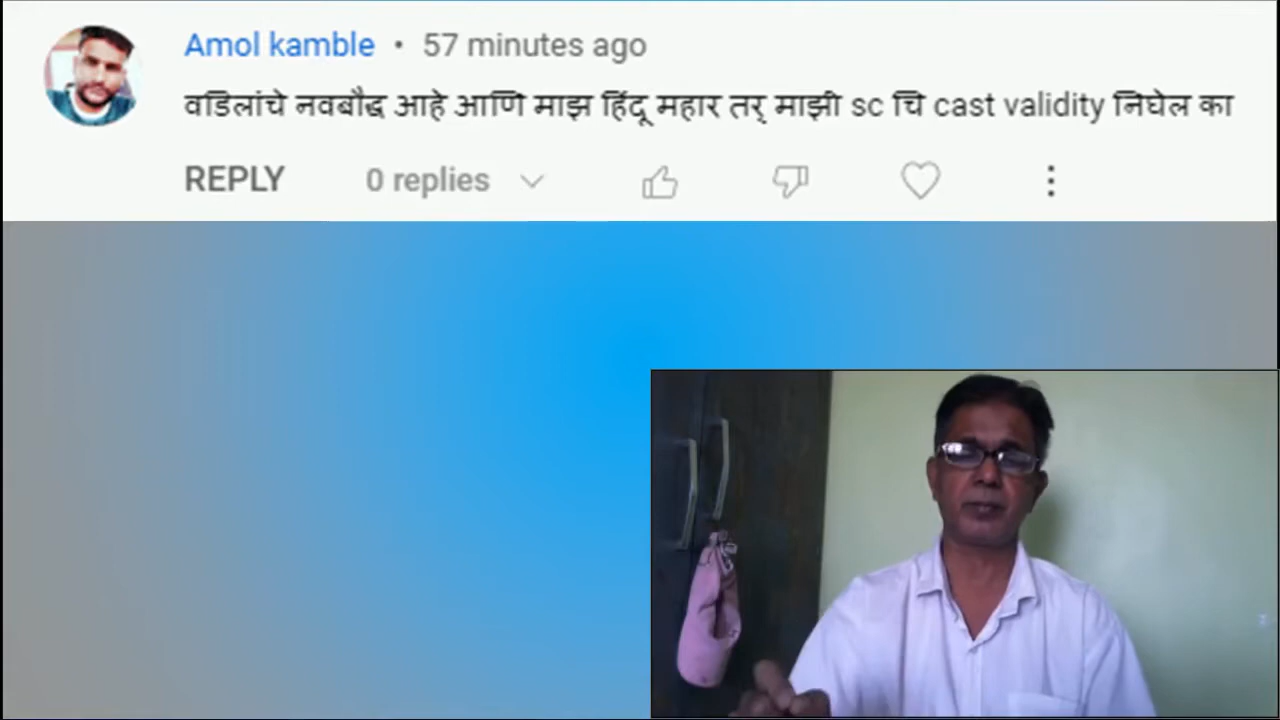 Amol kamble • 57 minutes ago
वडिलांचे नवबौद्ध आहे आणि माझ हिंदू महार तर् माझी sc चि cast validity निघेल का
REPLY 0 replies